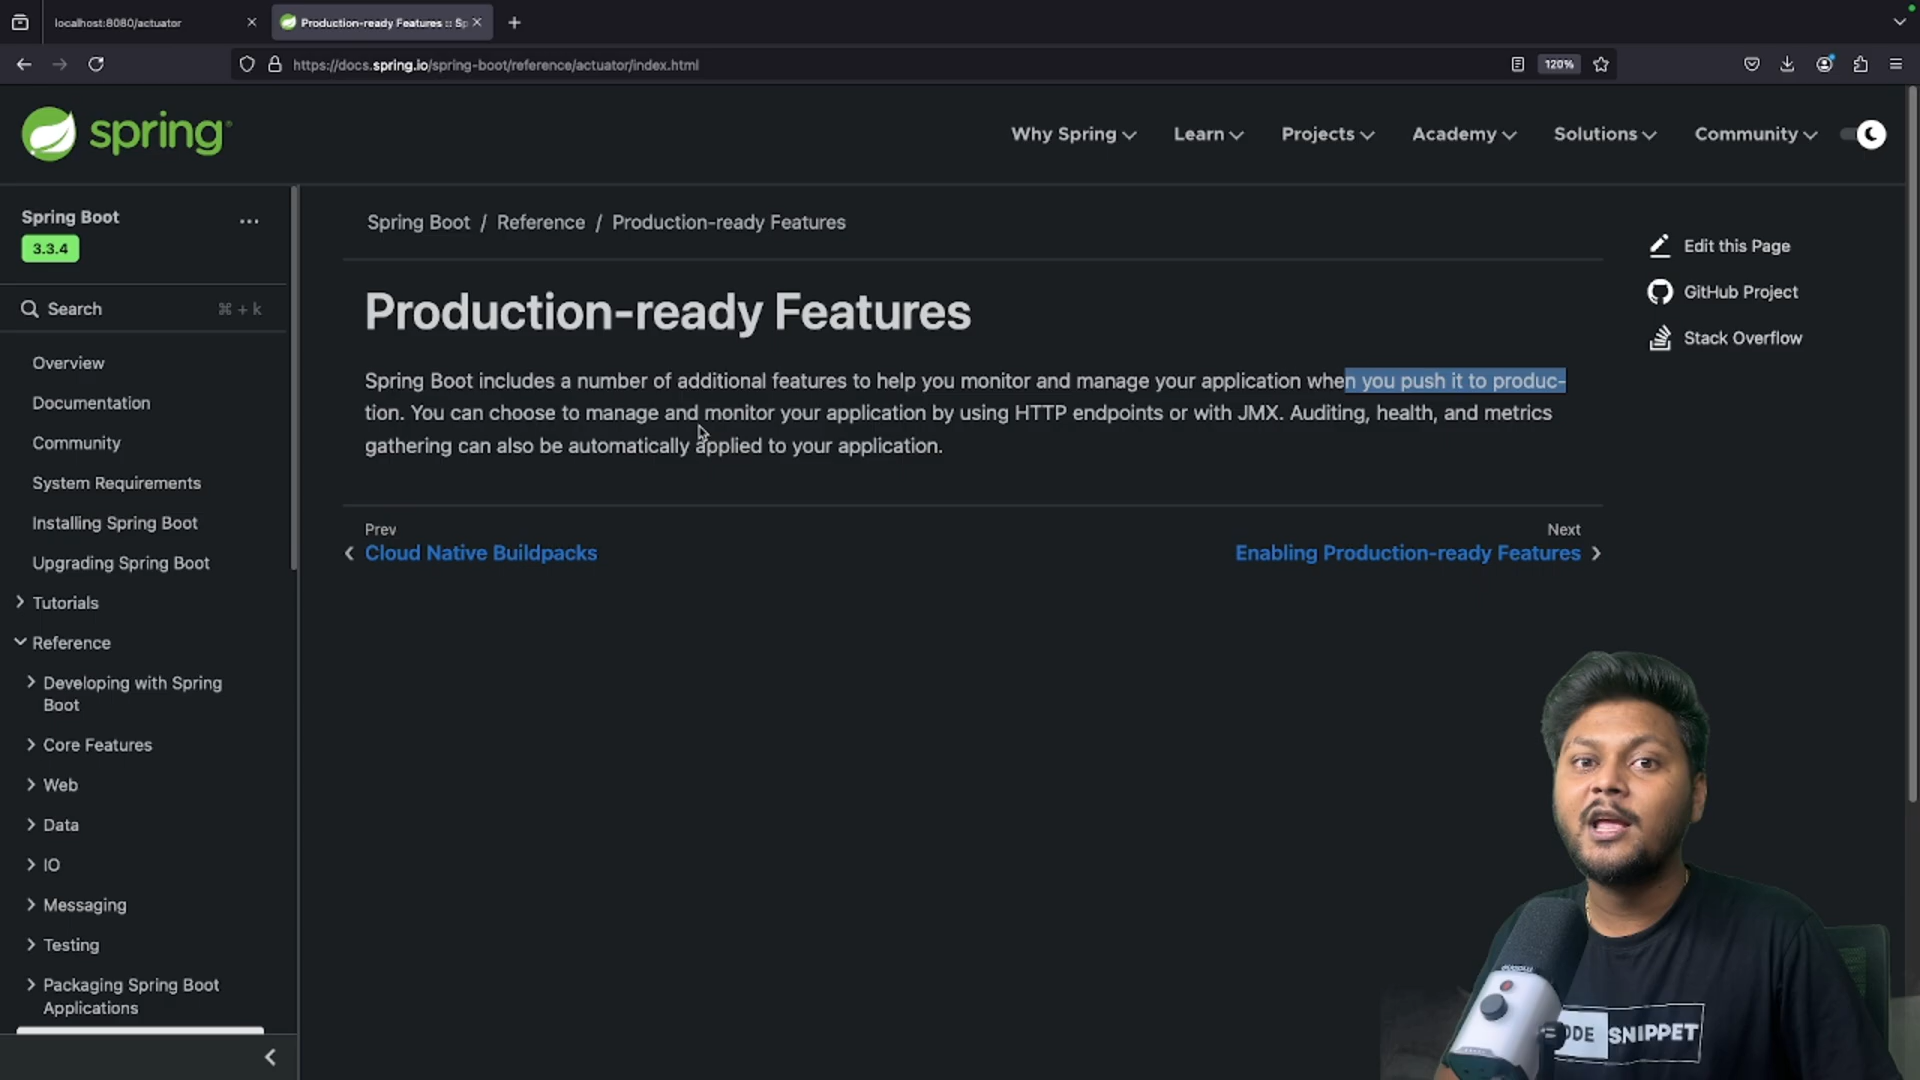 localhost:8080/actuator
Production-ready Features :: Sp
https://docs.spring.io/spring-boot/reference/actuator/index.html
120%
spring
Why Spring
Learn
Projects
Academy
Solutions
Community
Spring Boot
3.3.4
Search
⌘ + k
Overview
Documentation
Community
System Requirements
Installing Spring Boot
Upgrading Spring Boot
Tutorials
Reference
Developing with Spring
Boot
Core Features
Web
Data
IO
Messaging
Testing
Packaging Spring Boot
Applications
Spring Boot / Reference / Production-ready Features
Production-ready Features
Spring Boot includes a number of additional features to help you monitor and manage your application when you push it to produc-
tion. You can choose to manage and monitor your application by using HTTP endpoints or with JMX. Auditing, health, and metrics
gathering can also be automatically applied to your application.
Prev
Cloud Native Buildpacks
Next
Enabling Production-ready Features
Edit this Page
GitHub Project
Stack Overflow
ODE SNIPPET